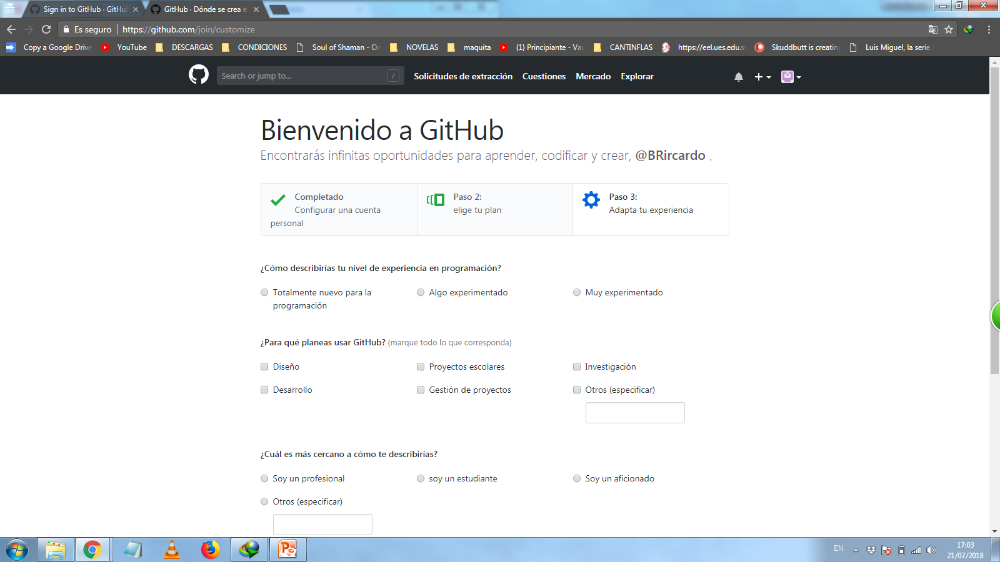 Sign in to GitHub · GitHub
GitHub · Dónde se crea el
Es seguro | https://github.com/join/customize
Copy a Google Drive YouTube DESCARGAS CONDICIONES Soul of Shaman - On NOVELAS maquita (1) Principiante - Vau CANTINFLAS https://eel.ues.edu.sv Skuddbutt is creating Luis Miguel, la serie
Search or jump to... / Solicitudes de extracción Cuestiones Mercado Explorar
Bienvenido a GitHub
Encontrarás infinitas oportunidades para aprender, codificar y crear, @BRircardo .
Completado
Configurar una cuenta
personal
Paso 2:
elige tu plan
Paso 3:
Adapta tu experiencia
¿Cómo describirías tu nivel de experiencia en programación?
Totalmente nuevo para la
programación
Algo experimentado
Muy experimentado
¿Para qué planeas usar GitHub? (marque todo lo que corresponda)
Diseño Proyectos escolares Investigación
Desarrollo Gestión de proyectos Otros (especificar)
¿Cuál es más cercano a cómo te describirías?
Soy un profesional soy un estudiante Soy un aficionado
Otros (especificar)
EN
17:03
21/07/2018